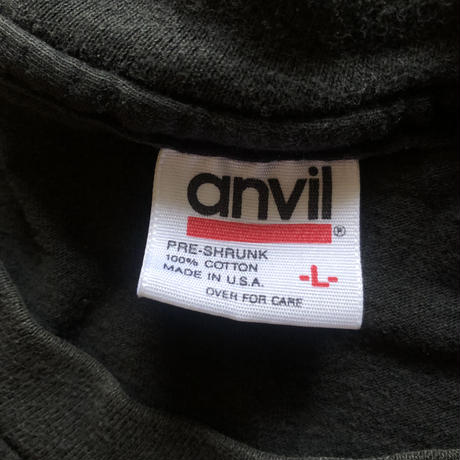 anvil
®
PRE-SHRUNK
100% COTTON
MADE IN U.S.A.
-L-
OVER FOR CARE